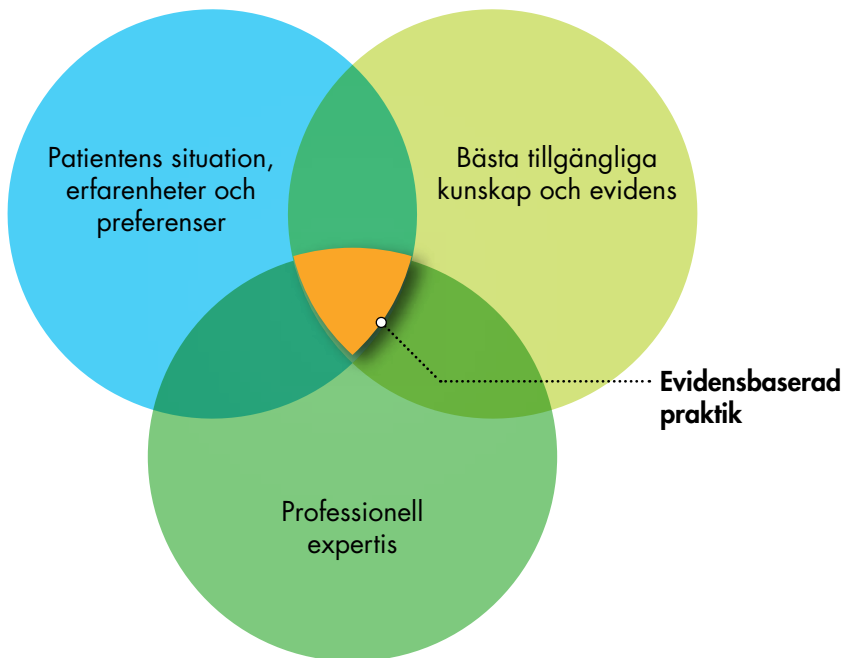 Patientens situation,
erfarenheter och
preferenser
Bästa tillgängliga
kunskap och evidens
Evidensbaserad
praktik
Professionell
expertis